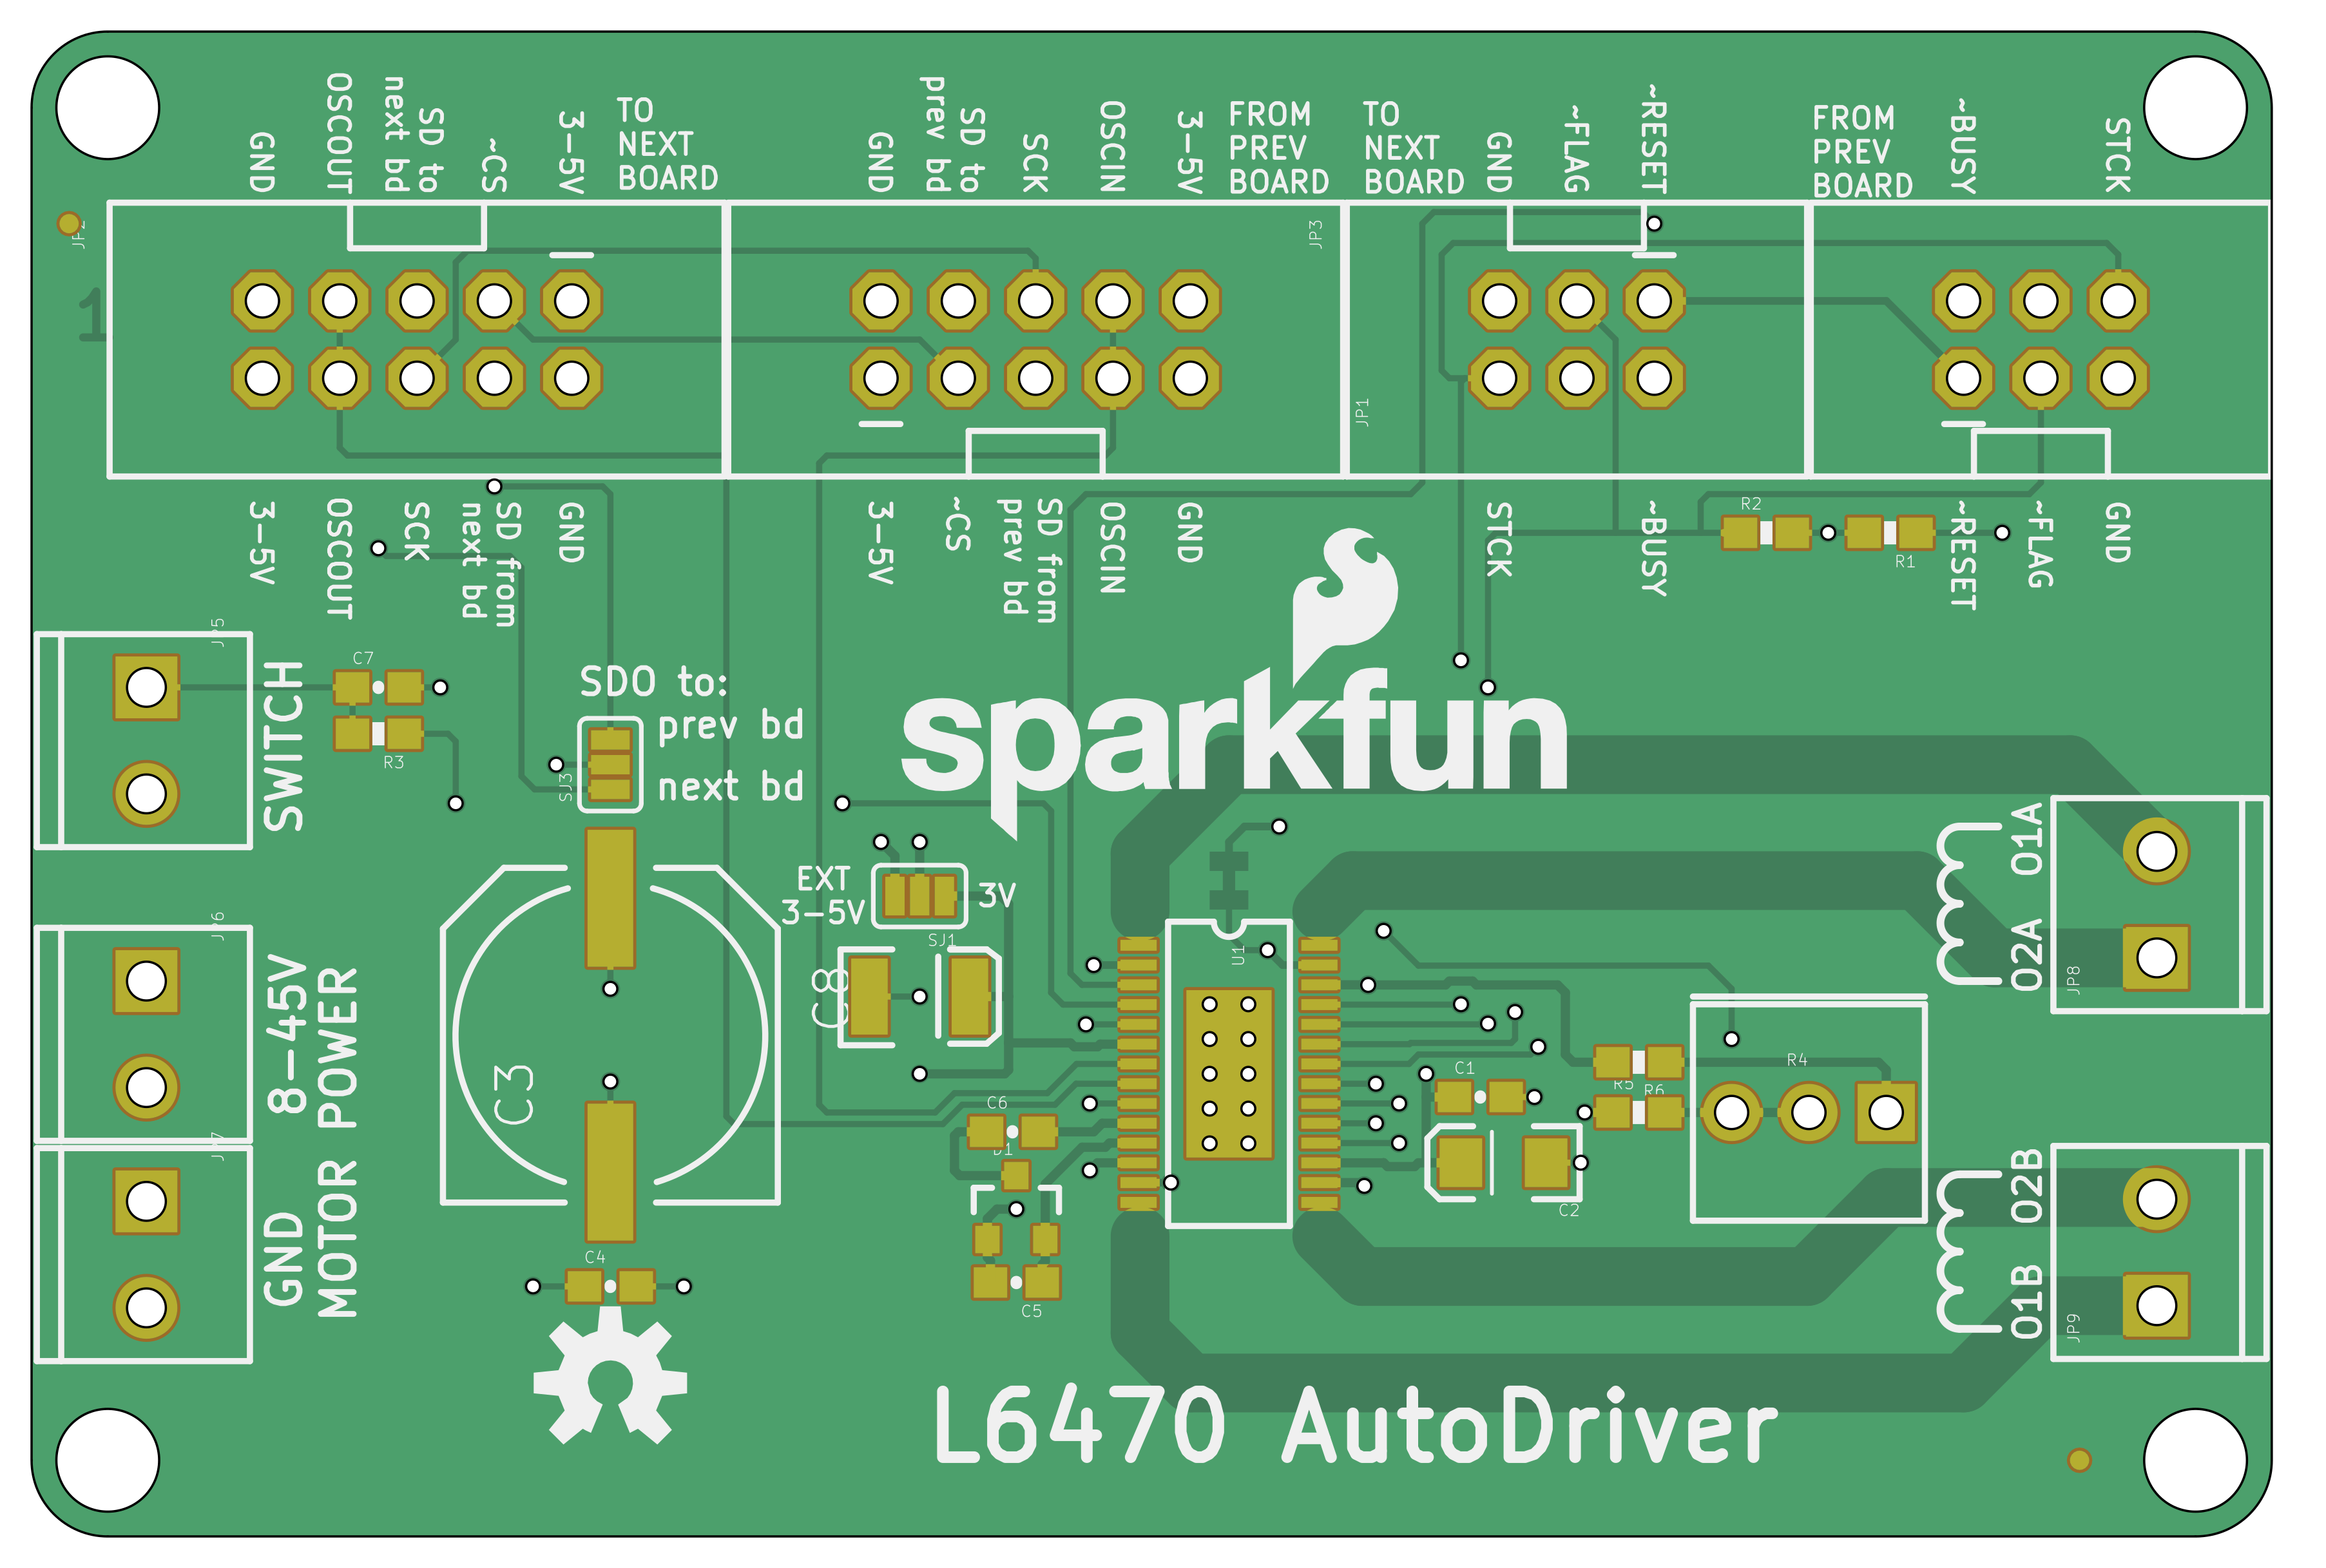 GND
OSCOUT
SD to
next bd
~CS
3-5V
TO
NEXT
BOARD
GND
SD to
prev bd
SCK
OSCIN
3-5V
FROM
PREV
BOARD
TO
NEXT
BOARD
GND
~FLAG
~RESET
FROM
PREV
BOARD
~BUSY
STCK
JP2
JP3
1
JP1
3-5V
OSCOUT
SCK
SD from
next bd
GND
3-5V
~CS
SD from
prev bd
OSCIN
GND
STCK
~BUSY
R2
R1
~RESET
~FLAG
GND
JP5
SWITCH
C7
R3
SDO to:
prev bd
next bd
SJ3
sparkfun
EXT
3-5V
3V
SJ1
O1A
O2A
JP8
JP6
8-45V
MOTOR POWER
C3
C8
U1
C6
D1
C1
R5
R6
R4
C2
JP7
GND
C4
C5
O2B
O1B
JP9
L6470 AutoDriver